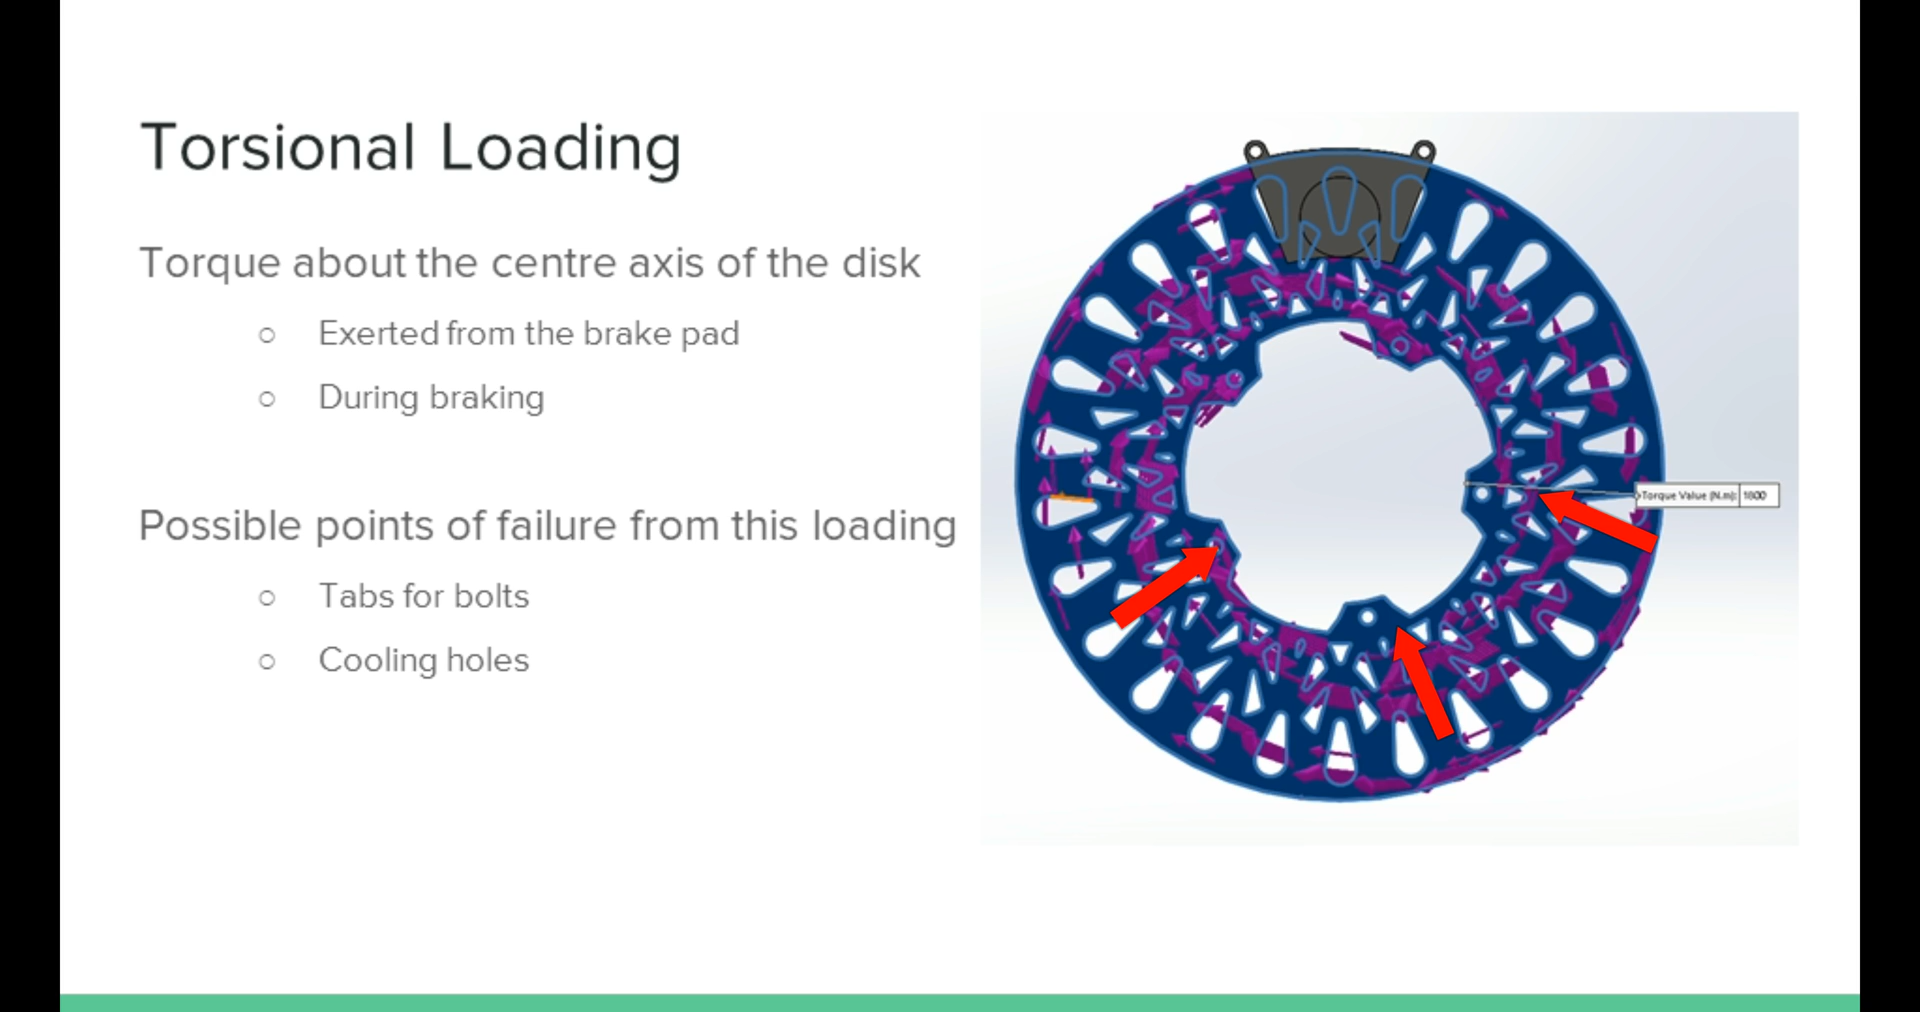 Torsional Loading
Torque about the centre axis of the disk
Exerted from the brake pad
During braking
Possible points of failure from this loading
Tabs for bolts
Cooling holes
Torque Value (N.m): 1800